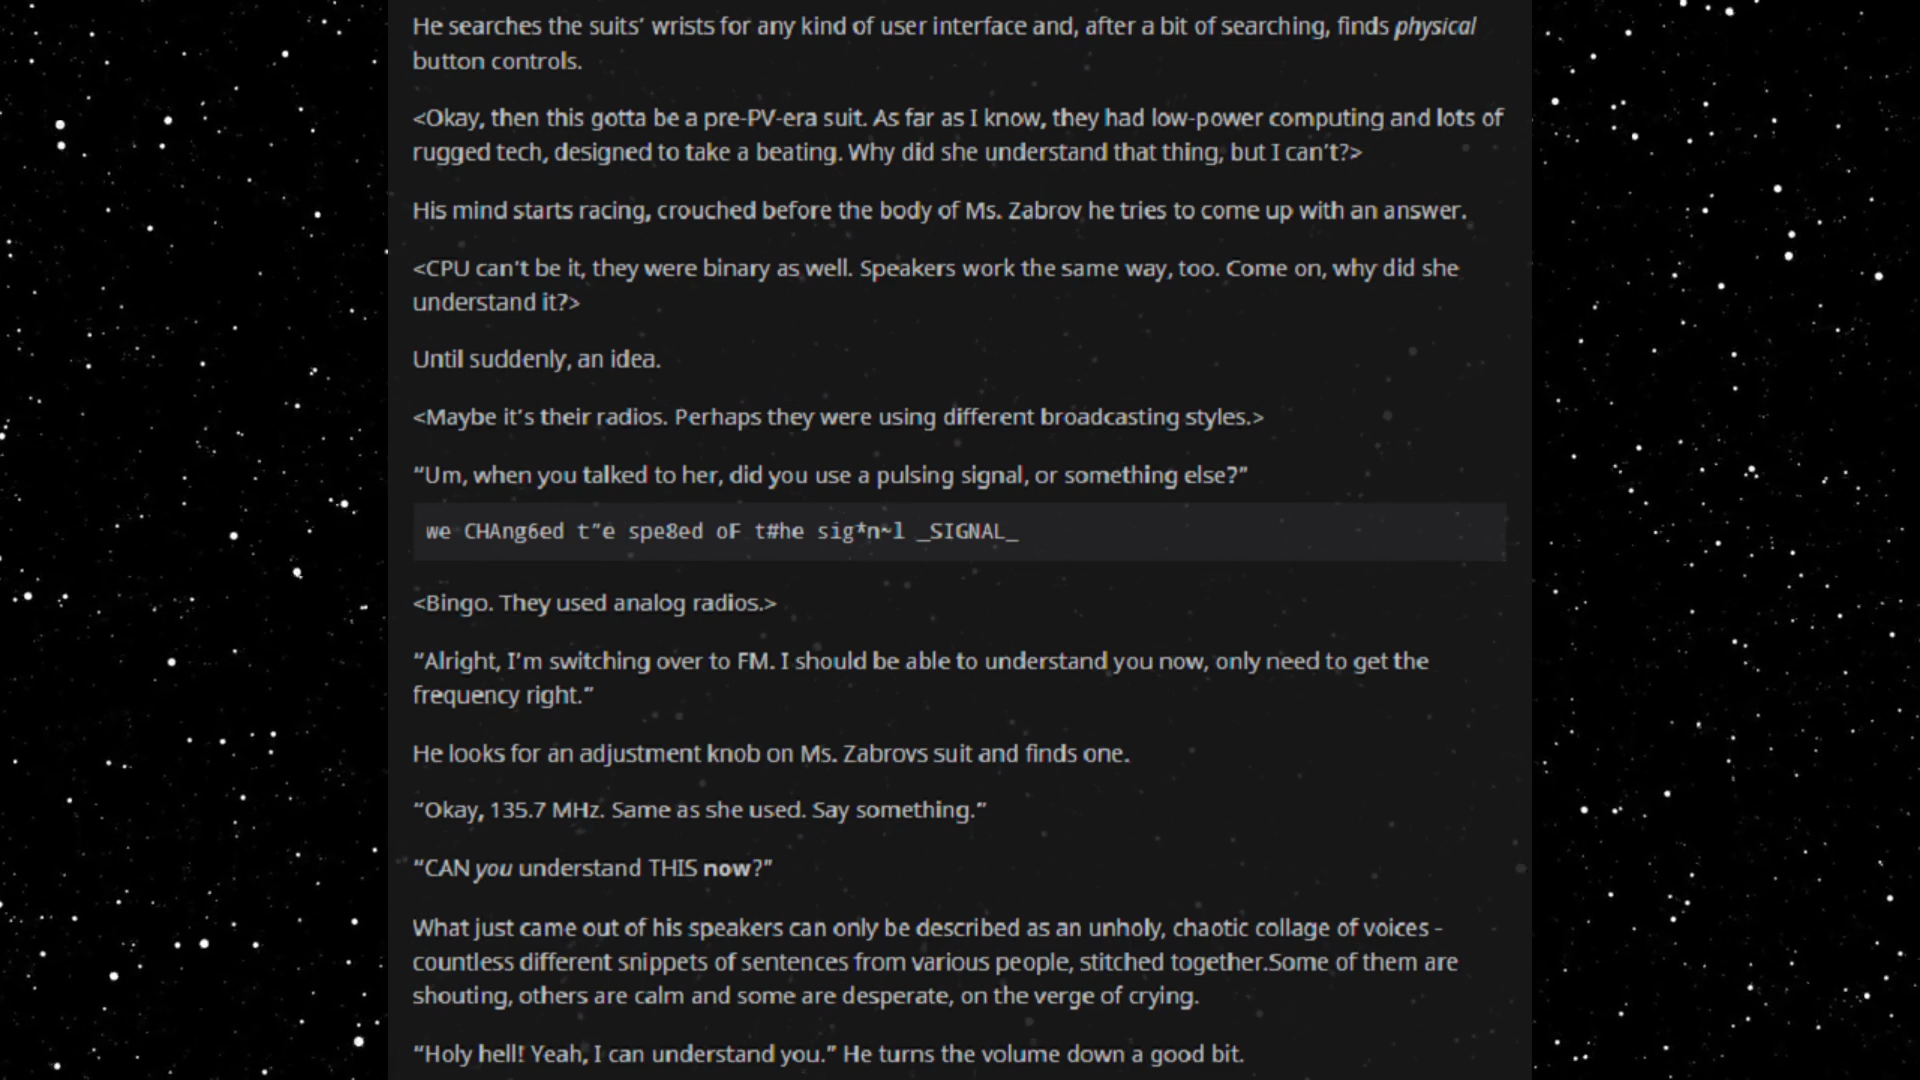 He searches the suits’ wrists for any kind of user interface and, after a bit of searching, finds physical
button controls.
<Okay, then this gotta be a pre-PV-era suit. As far as I know, they had low-power computing and lots of
rugged tech, designed to take a beating. Why did she understand that thing, but I can’t?>
His mind starts racing, crouched before the body of Ms. Zabrov he tries to come up with an answer.
<CPU can’t be it, they were binary as well. Speakers work the same way, too. Come on, why did she
understand it?>
Until suddenly, an idea.
<Maybe it’s their radios. Perhaps they were using different broadcasting styles.>
“Um, when you talked to her, did you use a pulsing signal, or something else?”
we CHAng6ed t”e spe8ed oF t#he sig*n~l _SIGNAL_
<Bingo. They used analog radios.>
“Alright, I’m switching over to FM. I should be able to understand you now, only need to get the
frequency right.”
He looks for an adjustment knob on Ms. Zabrovs suit and finds one.
“Okay, 135.7 MHz. Same as she used. Say something.”
“CAN you understand THIS now?”
What just came out of his speakers can only be described as an unholy, chaotic collage of voices -
countless different snippets of sentences from various people, stitched together.Some of them are
shouting, others are calm and some are desperate, on the verge of crying.
“Holy hell! Yeah, I can understand you.” He turns the volume down a good bit.